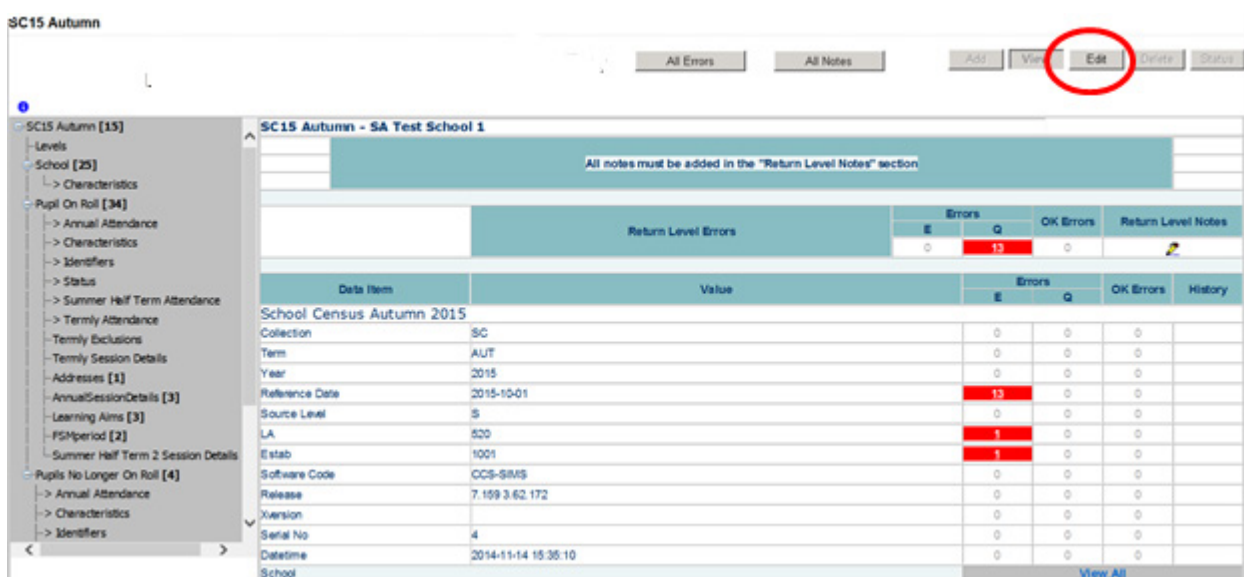 SC15 Autumn
All Errors All Notes Add View Edit Delete Status
SC15 Autumn [15]
Levels
School [25]
-> Characteristics
Pupil On Roll [34]
-> Annual Attendance
-> Characteristics
-> Identifiers
-> Status
-> Summer Half Term Attendance
-> Termly Attendance
Termly Exclusions
Termly Session Details
Addresses [1]
AnnualSessionDetails [3]
Learning Aims [3]
FSMperiod [2]
Summer Half Term 2 Session Details
Pupils No Longer On Roll [4]
-> Annual Attendance
-> Characteristics
-> Identifiers
SC15 Autumn - SA Test School 1
All notes must be added in the "Return Level Notes" section
Return Level Errors Errors OK Errors Return Level Notes
E Q
0 13 0
Data Item Value Errors OK Errors History
E Q
School Census Autumn 2015
Collection SC 0 0 0
Term AUT 0 0 0
Year 2015 0 0 0
Reference Date 2015-10-01 13 0 0
Source Level S 0 0 0
LA 520 1 0 0
Estab 1001 1 0 0
Software Code CCS-SIMS 0 0 0
Release 0 0 0
Xversion 0 0 0
Serial No 4 0 0 0
Datetime 2014-11-14 15:35:10 0 0 0
School View All